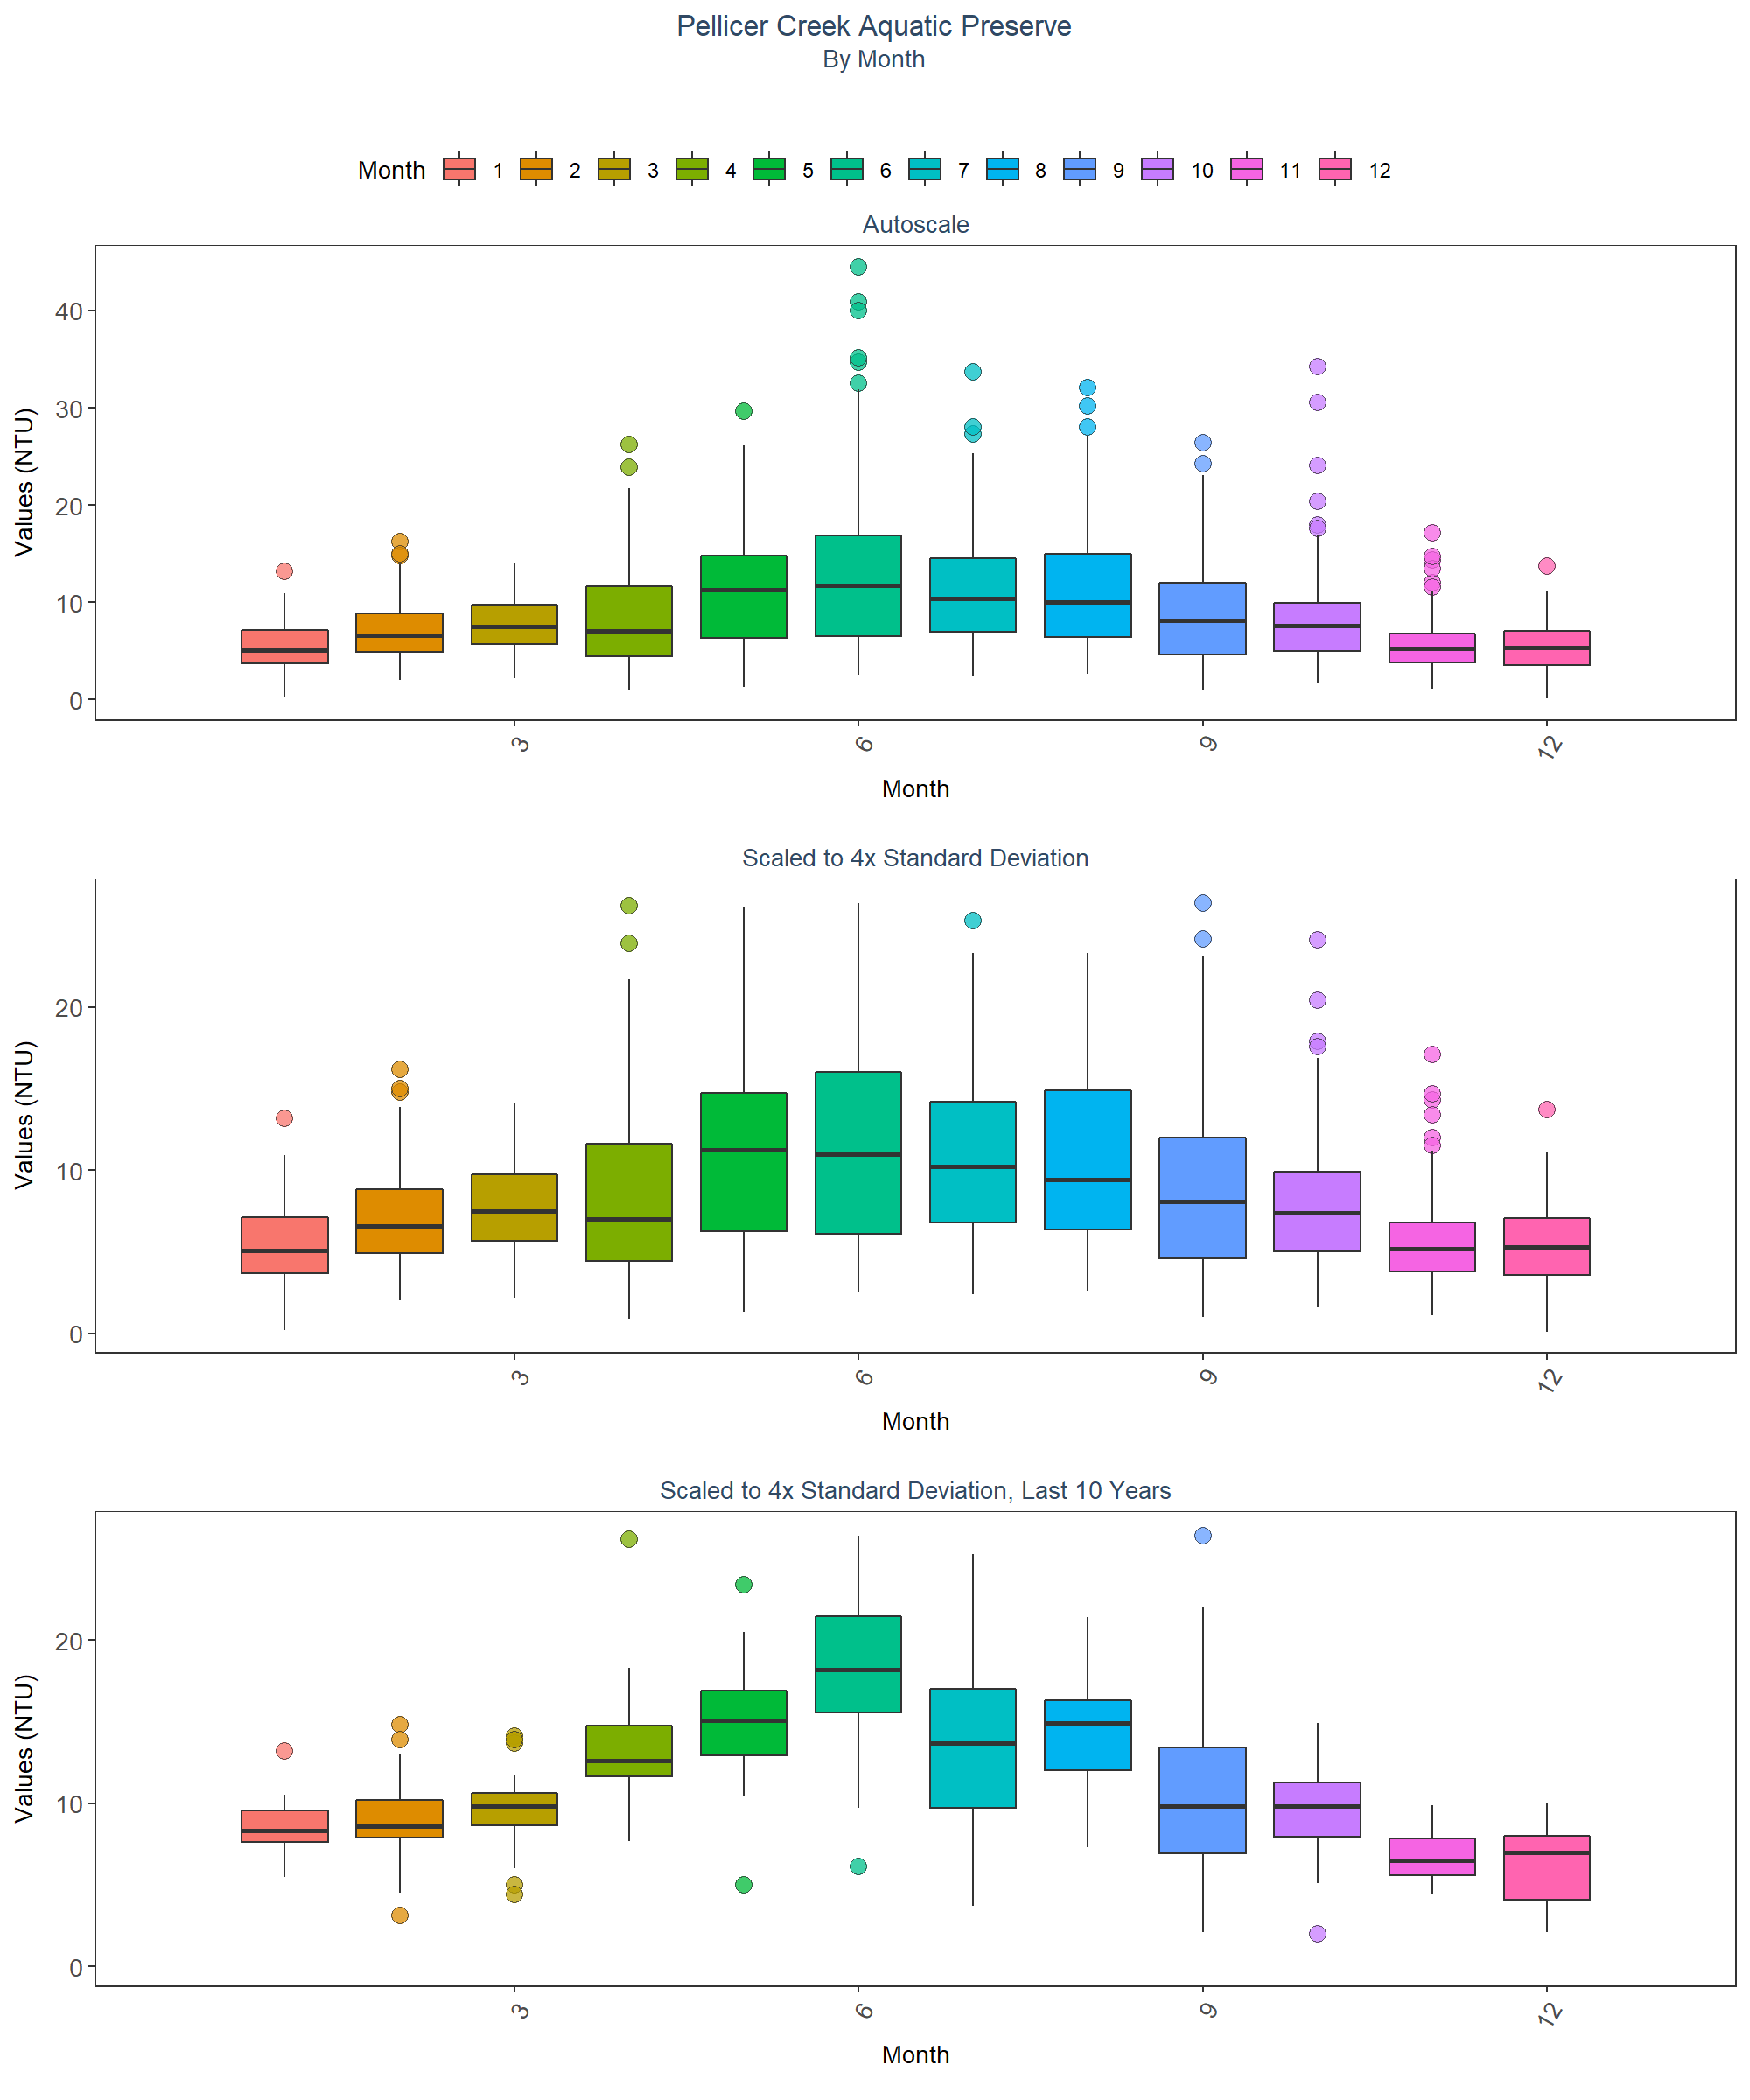 Pellicer Creek Aquatic Preserve
By Month
Month 1 2 3 4 5 6 7 8 9 10 11 12
Autoscale
Values (NTU)
40
30
20
10
0
3 6 9 12
Month
Scaled to 4x Standard Deviation
Values (NTU)
20
10
0
3 6 9 12
Month
Scaled to 4x Standard Deviation, Last 10 Years
Values (NTU)
20
10
0
3 6 9 12
Month